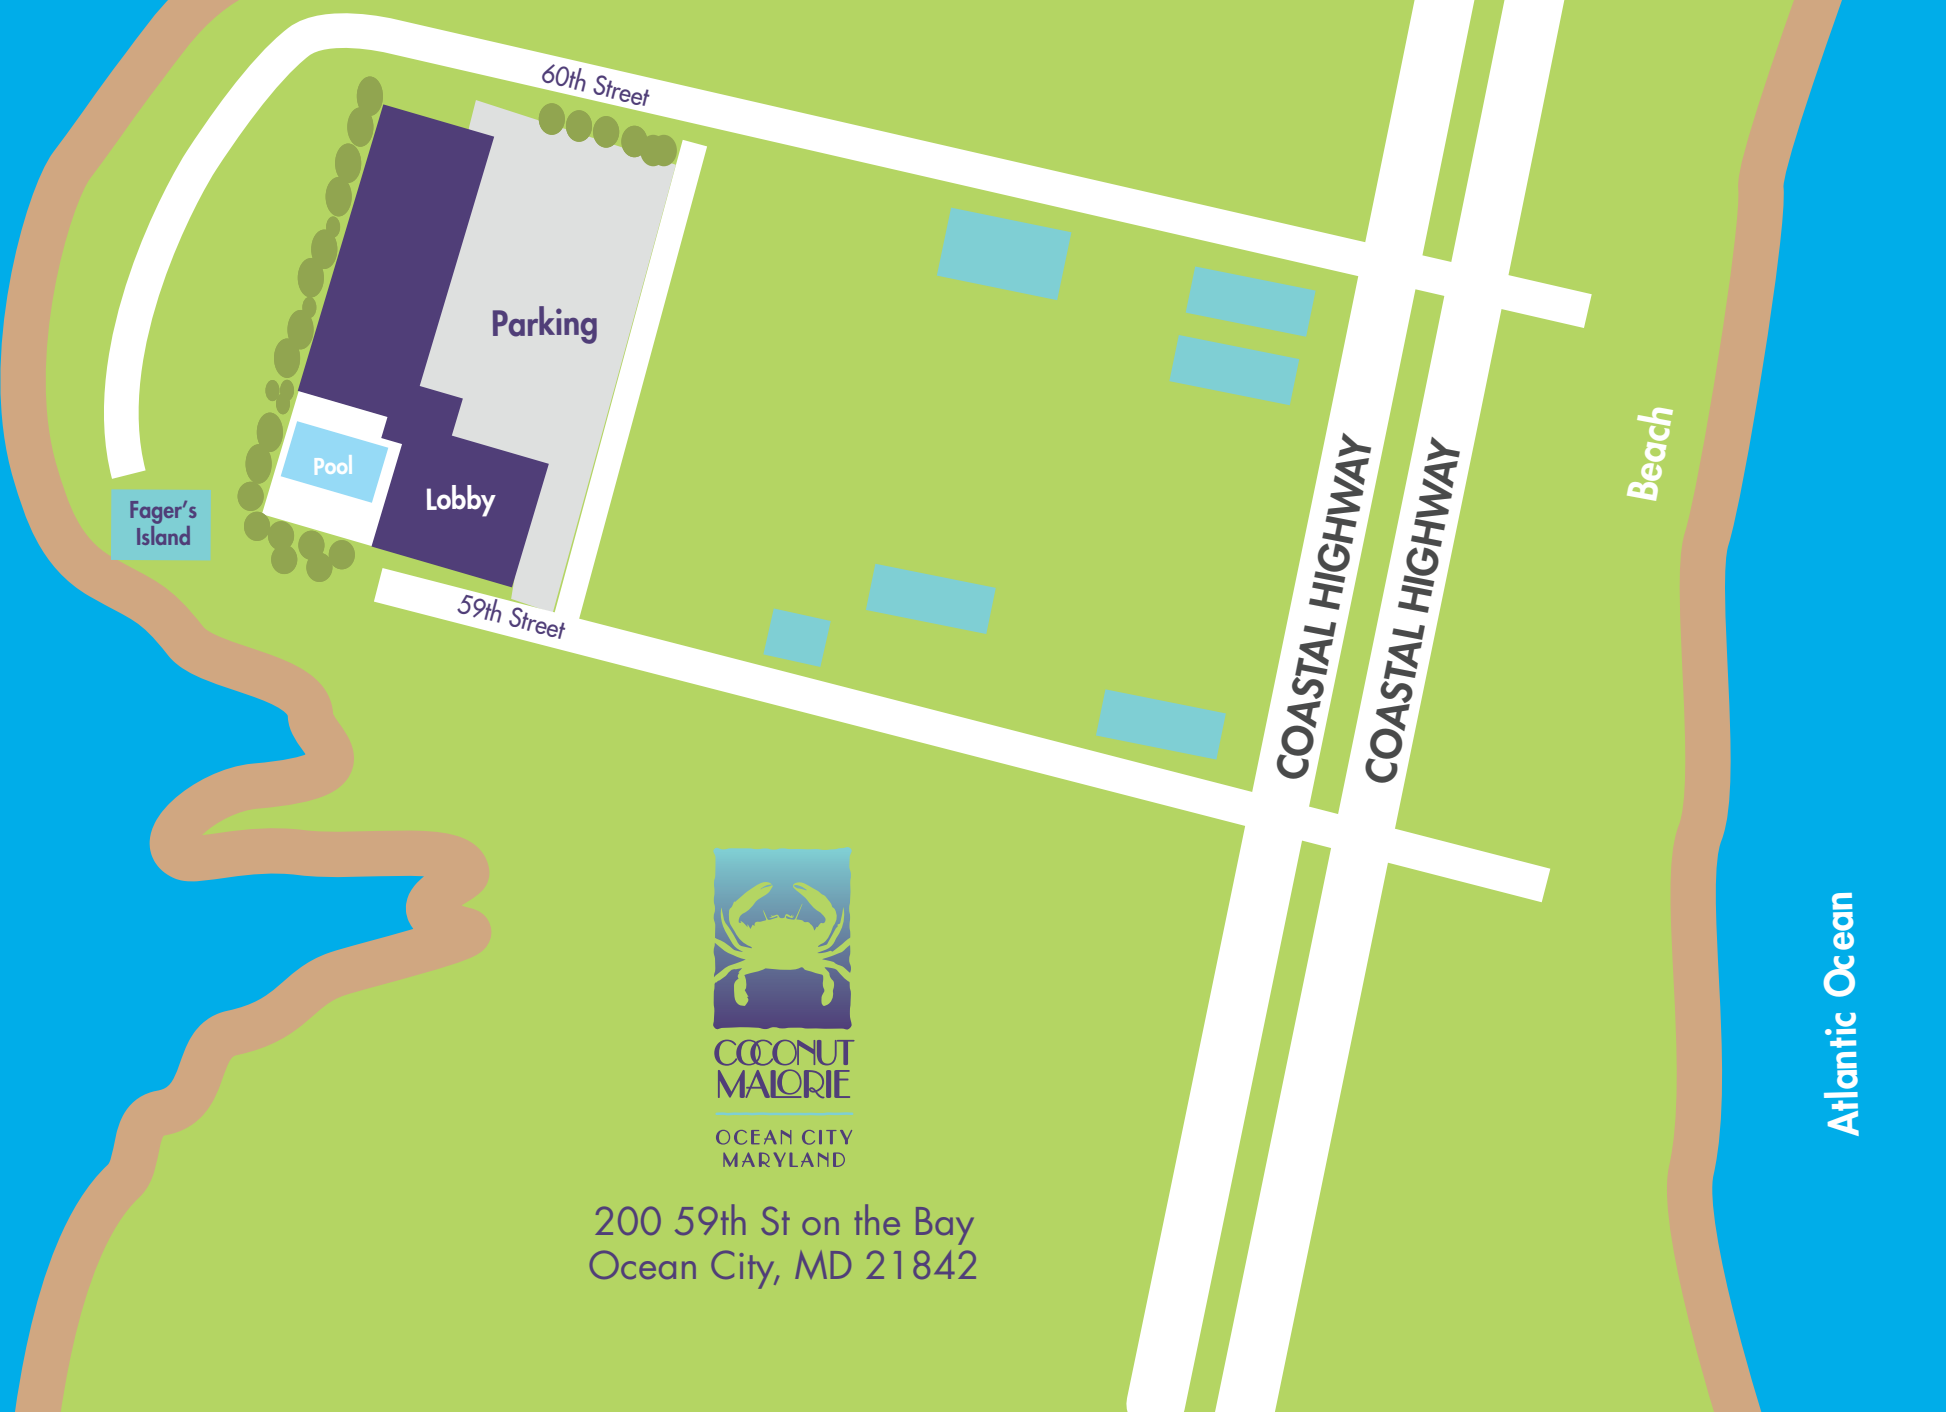 60th Street
Parking
Pool
Lobby
Fager's
Island
59th Street
COASTAL HIGHWAY
COASTAL HIGHWAY
Beach
Atlantic Ocean
COCONUT
MALORIE
OCEAN CITY
MARYLAND
200 59th St on the Bay
Ocean City, MD 21842